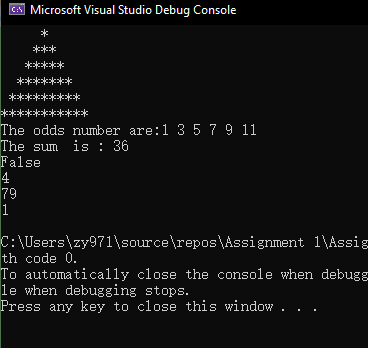 Microsoft Visual Studio Debug Console
*
***
*****
*******
*********
***********
The odds number are:1 3 5 7 9 11
The sum  is : 36
False
4
79
1
C:\Users\zy971\source\repos\Assignment 1\Assig
th code 0.
To automatically close the console when debugg
le when debugging stops.
Press any key to close this window . . .